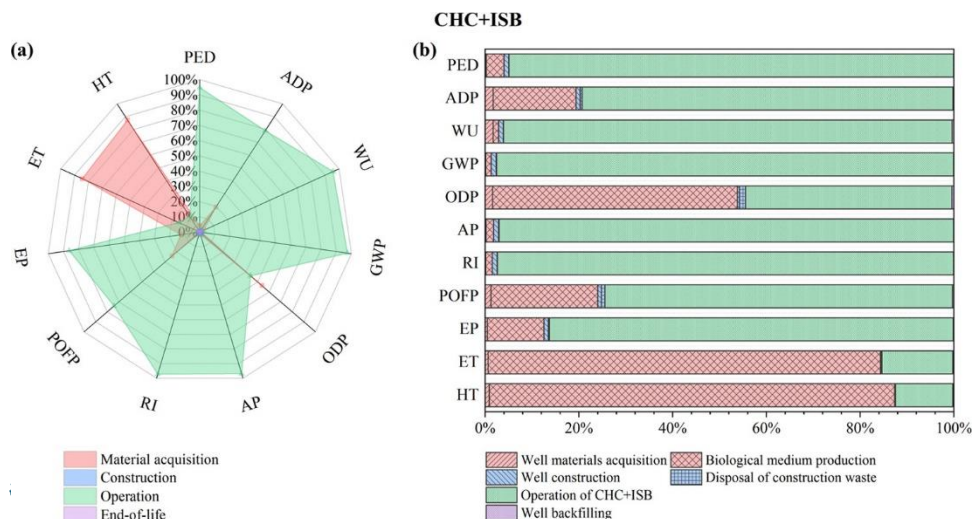 CHC+ISB
(a)
PED
ADP
WU
GWP
ODP
AP
RI
POFP
EP
ET
HT
100%
90%
80%
70%
60%
50%
40%
30%
20%
10%
0%
Material acquisition
Construction
Operation
End-of-life
(b)
PED
ADP
WU
GWP
ODP
AP
RI
POFP
EP
ET
HT
0% 20% 40% 60% 80% 100%
Well materials acquisition
Biological medium production
Well construction
Disposal of construction waste
Operation of CHC+ISB
Well backfilling